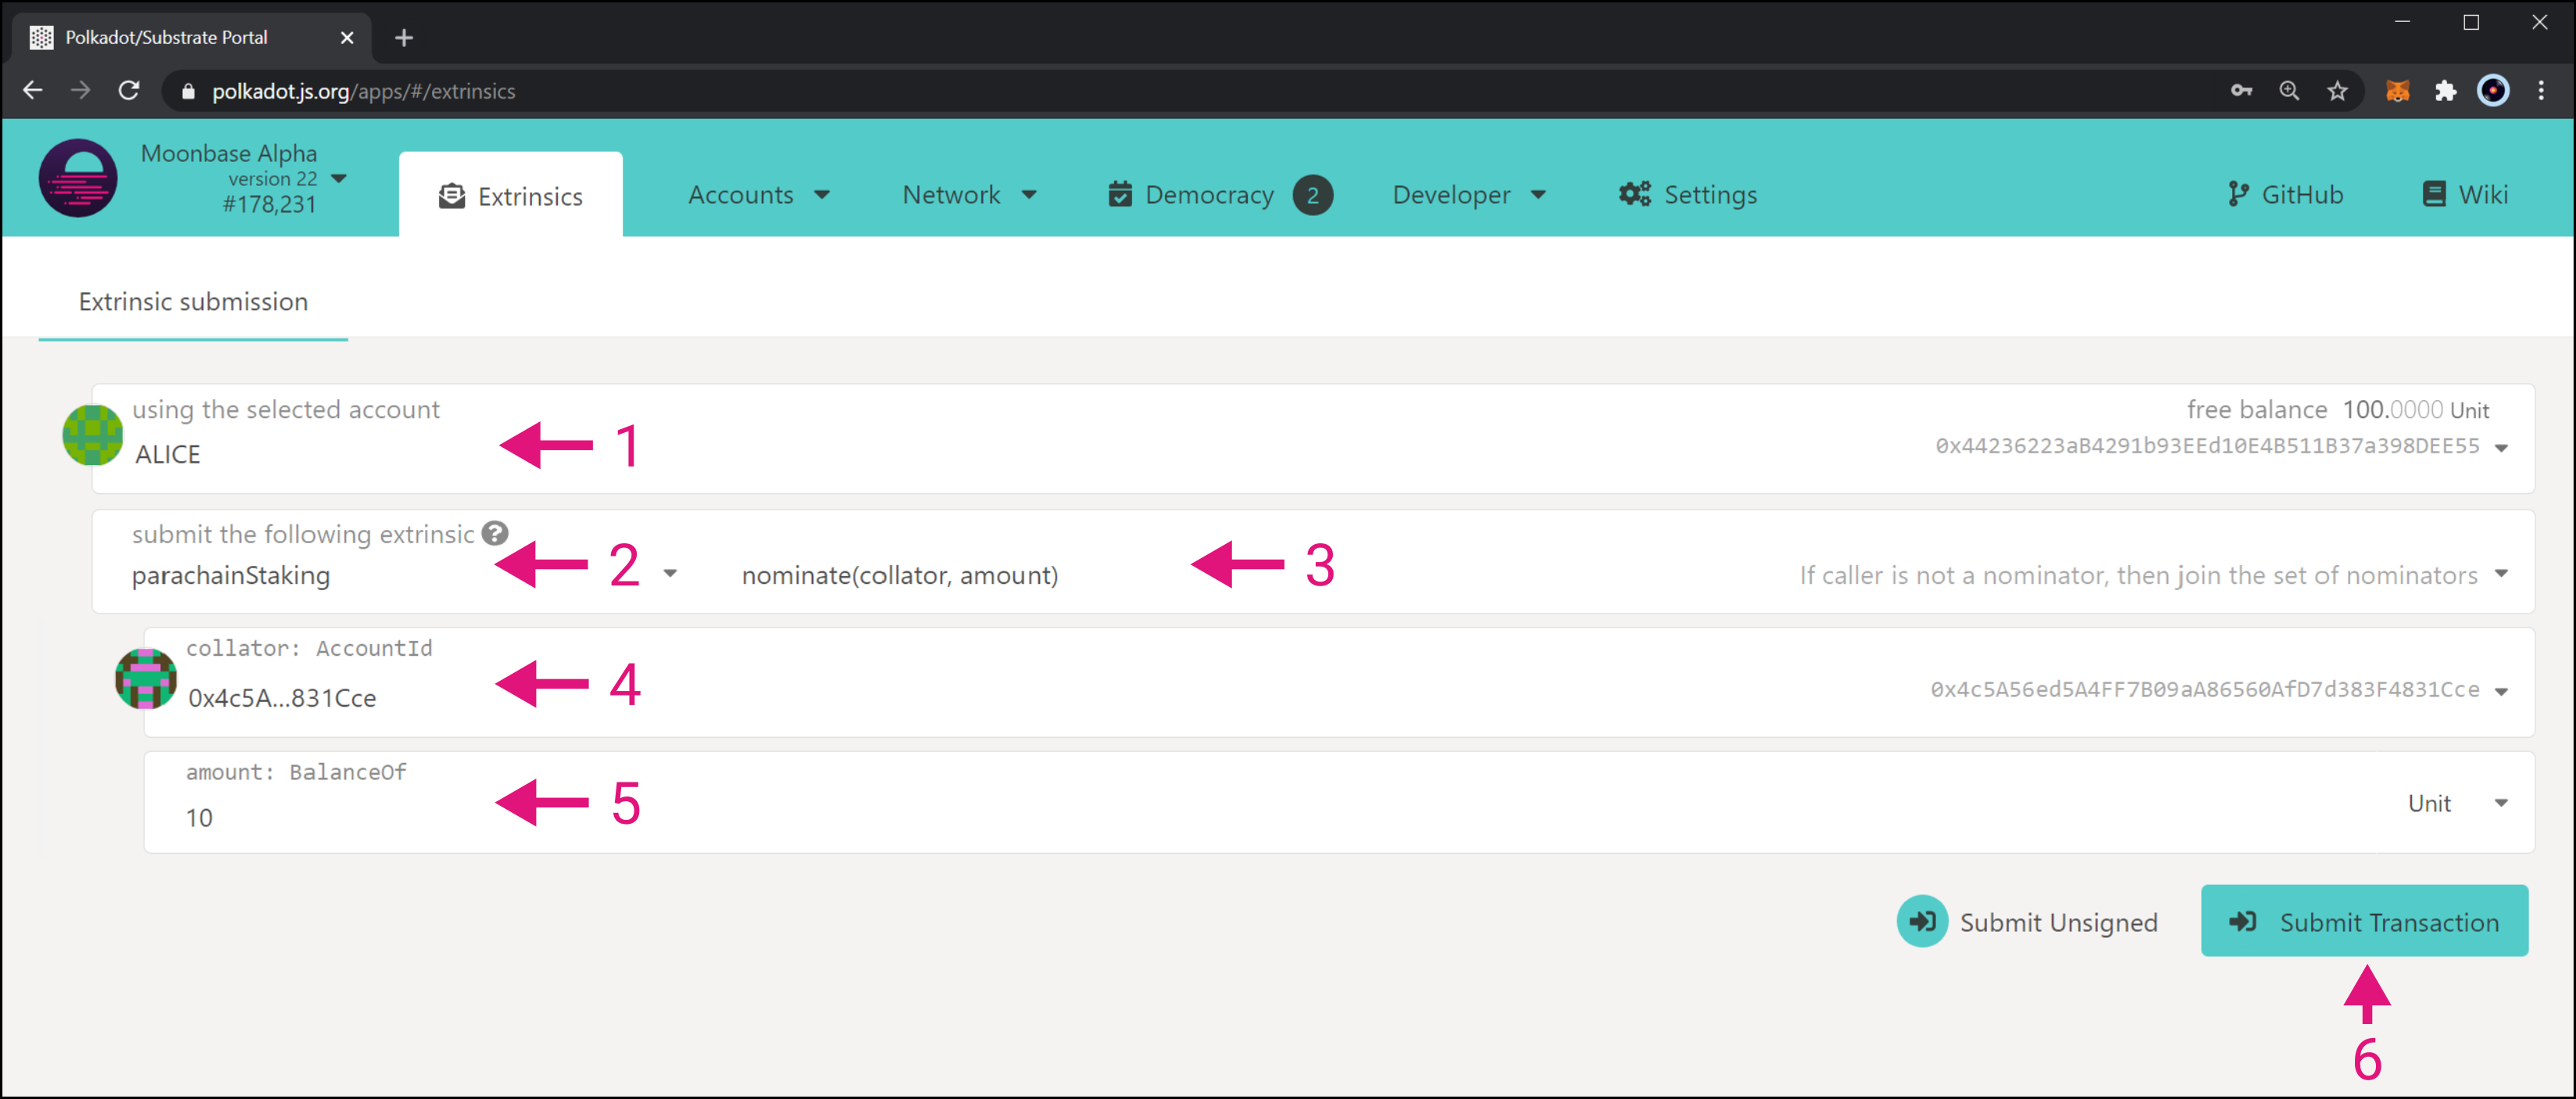 Polkadot/Substrate Portal
polkadot.js.org/apps/#/extrinsics
Moonbase Alpha
version 22
#178,231
Extrinsics
Accounts
Network
Democracy 2
Developer
Settings
GitHub
Wiki
Extrinsic submission
using the selected account
ALICE
1
free balance 100.0000 Unit
0x44236223aB4291b93EEd10E4B511B37a398DEE55
submit the following extrinsic ?
parachainStaking
2
nominate(collator, amount)
3
If caller is not a nominator, then join the set of nominators
collator: AccountId
0x4c5A...831Cce
4
0x4c5A56ed5A4FF7B09aA86560AfD7d383F4831Cce
amount: BalanceOf
10
5
Unit
Submit Unsigned
Submit Transaction
6